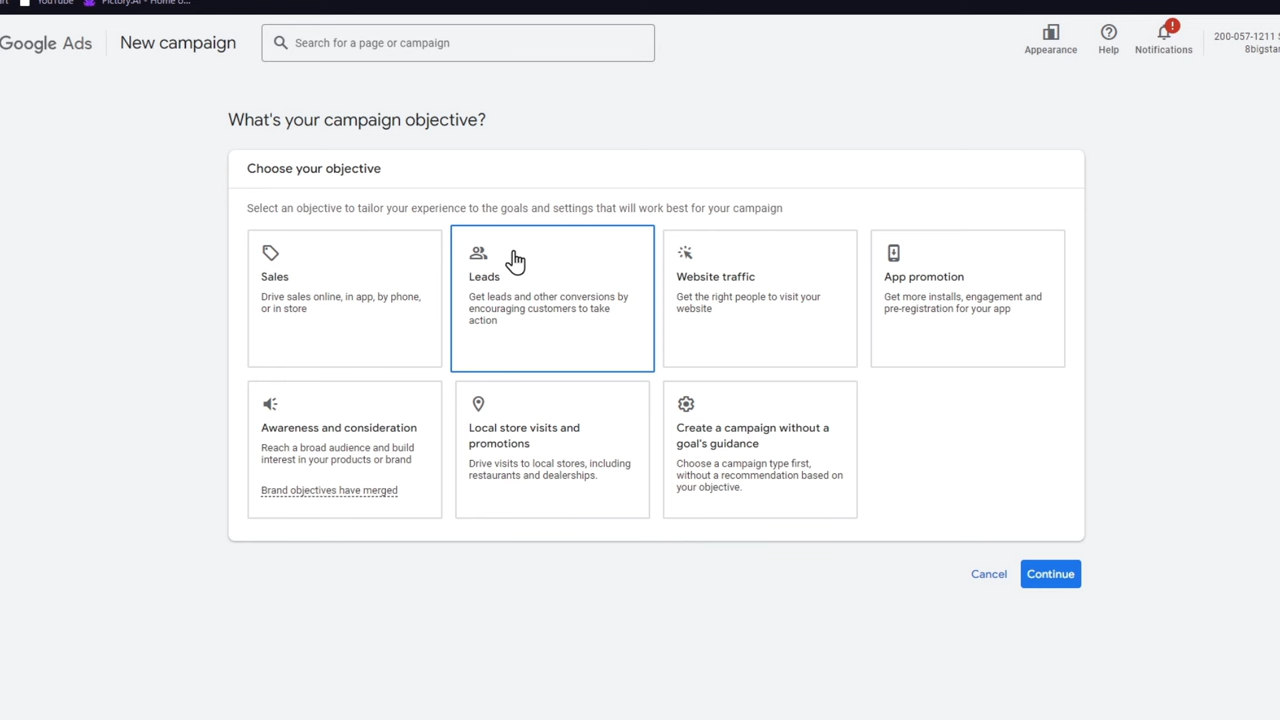 YouTube
Pictory.AI - Home o...
Google Ads
New campaign
Search for a page or campaign
Appearance
Help
Notifications
200-057-1211 S
8bigsta
What's your campaign objective?
Choose your objective
Select an objective to tailor your experience to the goals and settings that will work best for your campaign
Sales
Drive sales online, in app, by phone,
or in store
Leads
Get leads and other conversions by
encouraging customers to take
action
Website traffic
Get the right people to visit your
website
App promotion
Get more installs, engagement and
pre-registration for your app
Awareness and consideration
Reach a broad audience and build
interest in your products or brand
Brand objectives have merged
Local store visits and
promotions
Drive visits to local stores, including
restaurants and dealerships.
Create a campaign without a
goal's guidance
Choose a campaign type first,
without a recommendation based on
your objective.
Cancel
Continue